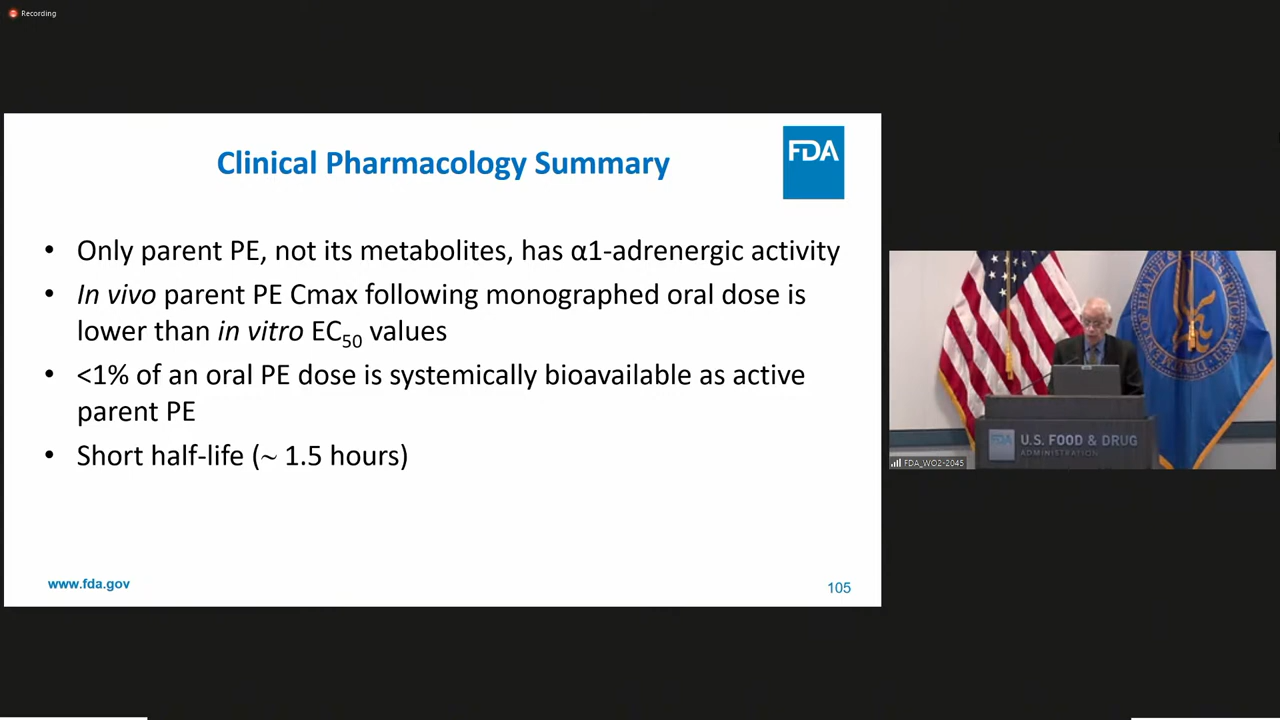 Recording
Clinical Pharmacology Summary
FDA
• Only parent PE, not its metabolites, has α1-adrenergic activity
• In vivo parent PE Cmax following monographed oral dose is
lower than in vitro EC50 values
• <1% of an oral PE dose is systemically bioavailable as active
parent PE
• Short half-life (~ 1.5 hours)
www.fda.gov
105
FDA
U.S. FOOD & DRUG
ADMINISTRATION
FDA_WO2-2045